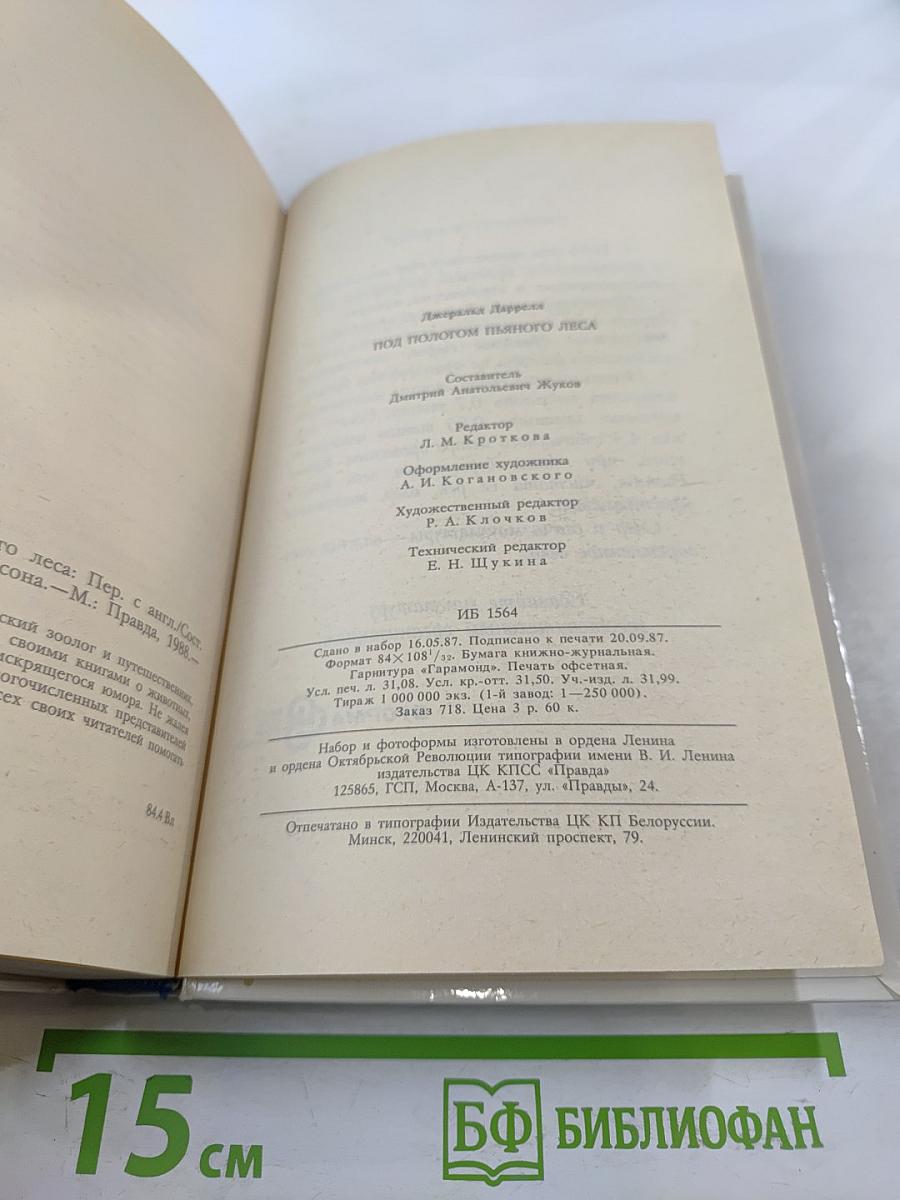 го леса: Пер. с англ./Сост.
сона.—М.: Правда, 1988.—
ский зоолог и путешественник,
своими книгами о животных,
искрящегося юмора. Не жалея
огочисленных представителей
сех своих читателей помогать
84.4 Вл
Джеральд Даррелл
ПОД ПОЛОГОМ ПЬЯНОГО ЛЕСА
Составитель
Дмитрий Анатольевич Жуков
Редактор
Л. М. Кроткова
Оформление художника
А. И. Когановского
Художественный редактор
Р. А. Клочков
Технический редактор
Е. Н. Щукина
ИБ 1564
Сдано в набор 16.05.87. Подписано к печати 20.09.87.
Формат 84×108¹/₃₂. Бумага книжно-журнальная.
Гарнитура «Гарамонд». Печать офсетная.
Усл. печ. л. 31,08. Усл. кр.-отт. 31,50. Уч.-изд. л. 31,99.
Тираж 1 000 000 экз. (1-й завод: 1—250 000).
Заказ 718. Цена 3 р. 60 к.
Набор и фотоформы изготовлены в ордена Ленина
и ордена Октябрьской Революции типографии имени В. И. Ленина
издательства ЦК КПСС «Правда»
125865, ГСП, Москва, А-137, ул. «Правды», 24.
Отпечатано в типографии Издательства ЦК КП Белоруссии.
Минск, 220041, Ленинский проспект, 79.
15 см
БФ БИБЛИОФАН